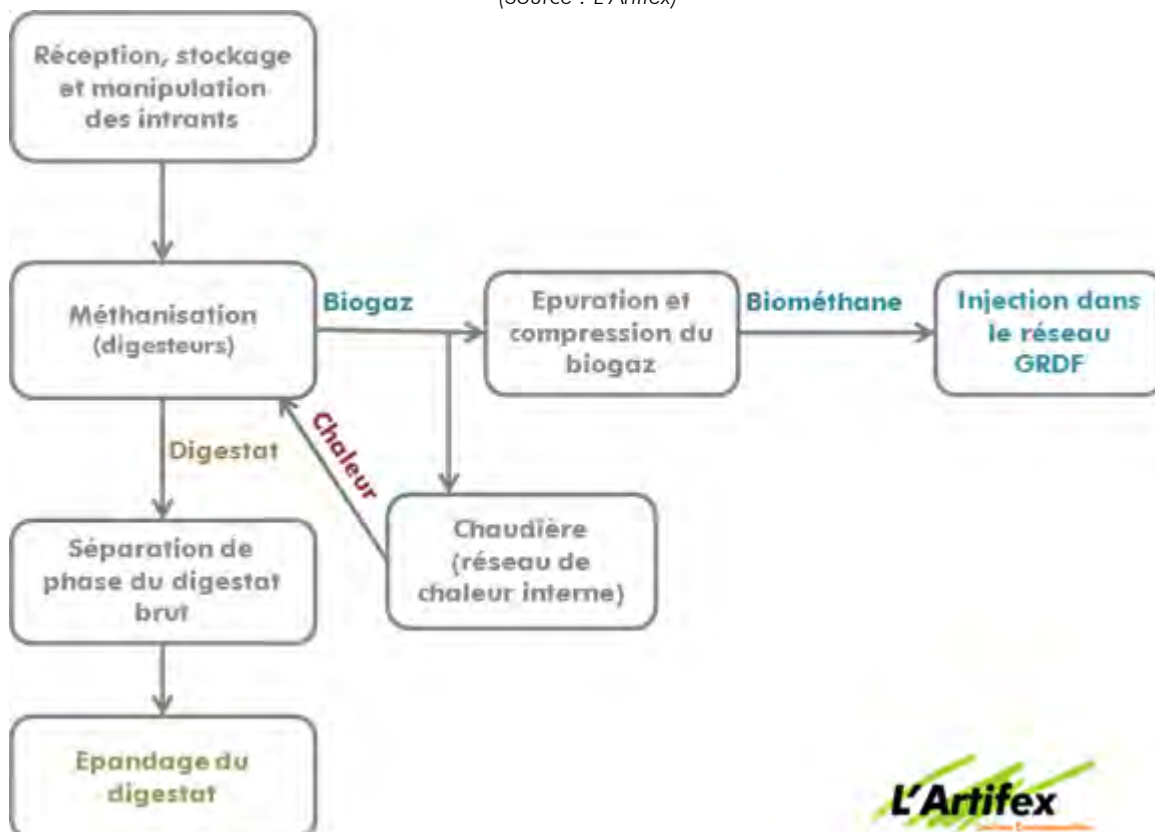 (Source : L'Artifex)
Réception, stockage
et manipulation
des intrants
Méthanisation
(digesteurs)
Biogaz
Epuration et
compression du
biogaz
Biométhane
Injection dans
le réseau
GRDF
Chaleur
Digestat
Chaudière
(réseau de
chaleur interne)
Séparation de
phase du digestat
brut
Epandage du
digestat
L'Artifex